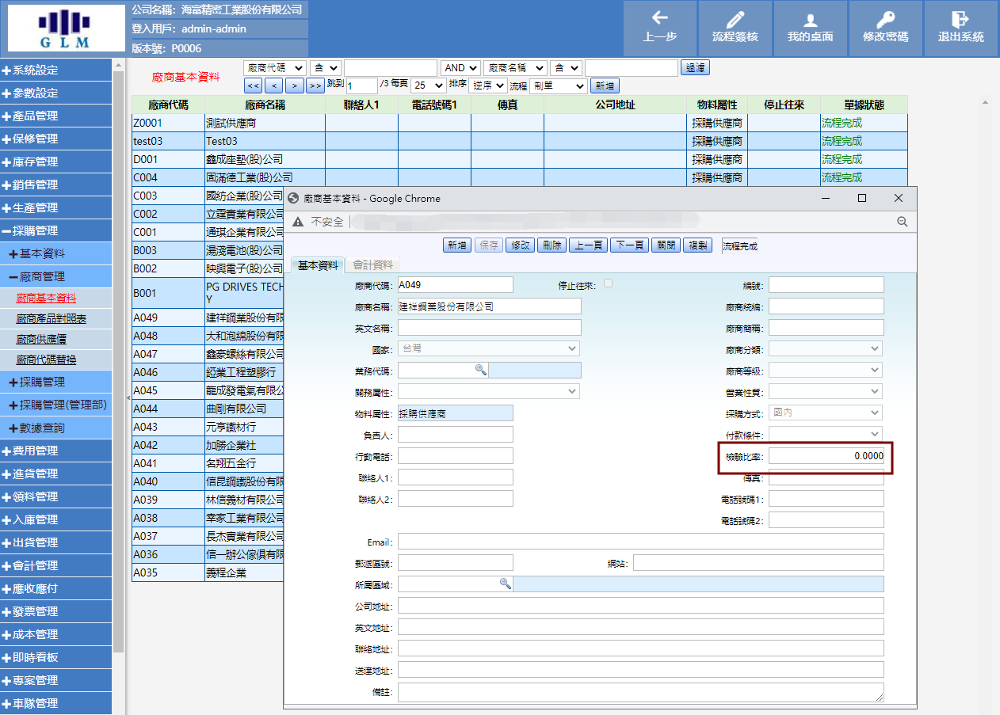 GLM
公司名稱：海富精密工業股份有限公司
登入用戶：admin-admin
版本號：P0006
上一步
流程簽核
我的桌面
修改密碼
退出系統
系統設定
參數設定
產品管理
保修管理
庫存管理
銷售管理
生產管理
採購管理
基本資料
廠商管理
廠商基本資料
廠商產品對照表
廠商供應價
廠商代碼替換
採購管理
採購管理(管理部)
數據查詢
費用管理
進貨管理
領料管理
入庫管理
出貨管理
會計管理
應收應付
發票管理
成本管理
即時看板
專案管理
車隊管理
廠商基本資料
廠商代碼 含 AND 廠商名稱 含 過濾
<< < > >> 跳到 1 /3 每頁 25 排序 逆序 流程 制單 新增
廠商代碼 廠商名稱 聯絡人1 電話號碼1 傳真 公司地址 物料屬性 停止往來 單據狀態
Z0001 測試供應商 採購供應商 流程完成
test03 Test03 採購供應商 流程完成
D001 鑫成座墊(股)公司 採購供應商 流程完成
C004 固滿德工業(股)公司 採購供應商 流程完成
C003 國紡企業(股)公司
C002 立霆實業有限公司
C001 通琪企業有限公司
B003 湯淺電池(股)公司
B002 映興電子(股)公司
B001 PG DRIVES TECH
Y
A049 建祥鋼業股份有限
A048 大和泡綿股份有限
A047 鑫豪螺絲有限公司
A046 錏業工程塑膠行
A045 龍成發電氣有限公
A044 曲剛有限公司
A043 元亨鐵材行
A042 加勝企業社
A041 名翔五金行
A040 信昆鋼鐵股份有限
A039 林信義材有限公司
A038 幸家工業有限公司
A037 長杰實業有限公司
A036 信一辦公傢俱有限
A035 義程企業
廠商基本資料 - Google Chrome
不安全
新增 保存 修改 刪除 上一頁 下一頁 關閉 複製 流程完成
基本資料 會計資料
廠商代碼: A049 停止往來: 編號:
廠商名稱: 建祥鋼業股份有限公司 廠商統編:
英文名稱: 廠商簡稱:
國家: 台灣 廠商分類:
業務代碼: 廠商等級:
關務屬性: 營業性質:
物料屬性: 採購供應商 採購方式: 國內
負責人: 付款條件:
行動電話: 檢驗比率: 0.0000
聯絡人1: 傳真:
聯絡人2: 電話號碼1:
電話號碼2:
Email:
郵遞區號: 網站:
所屬區域:
公司地址:
英文地址:
聯絡地址:
送達地址:
備註: